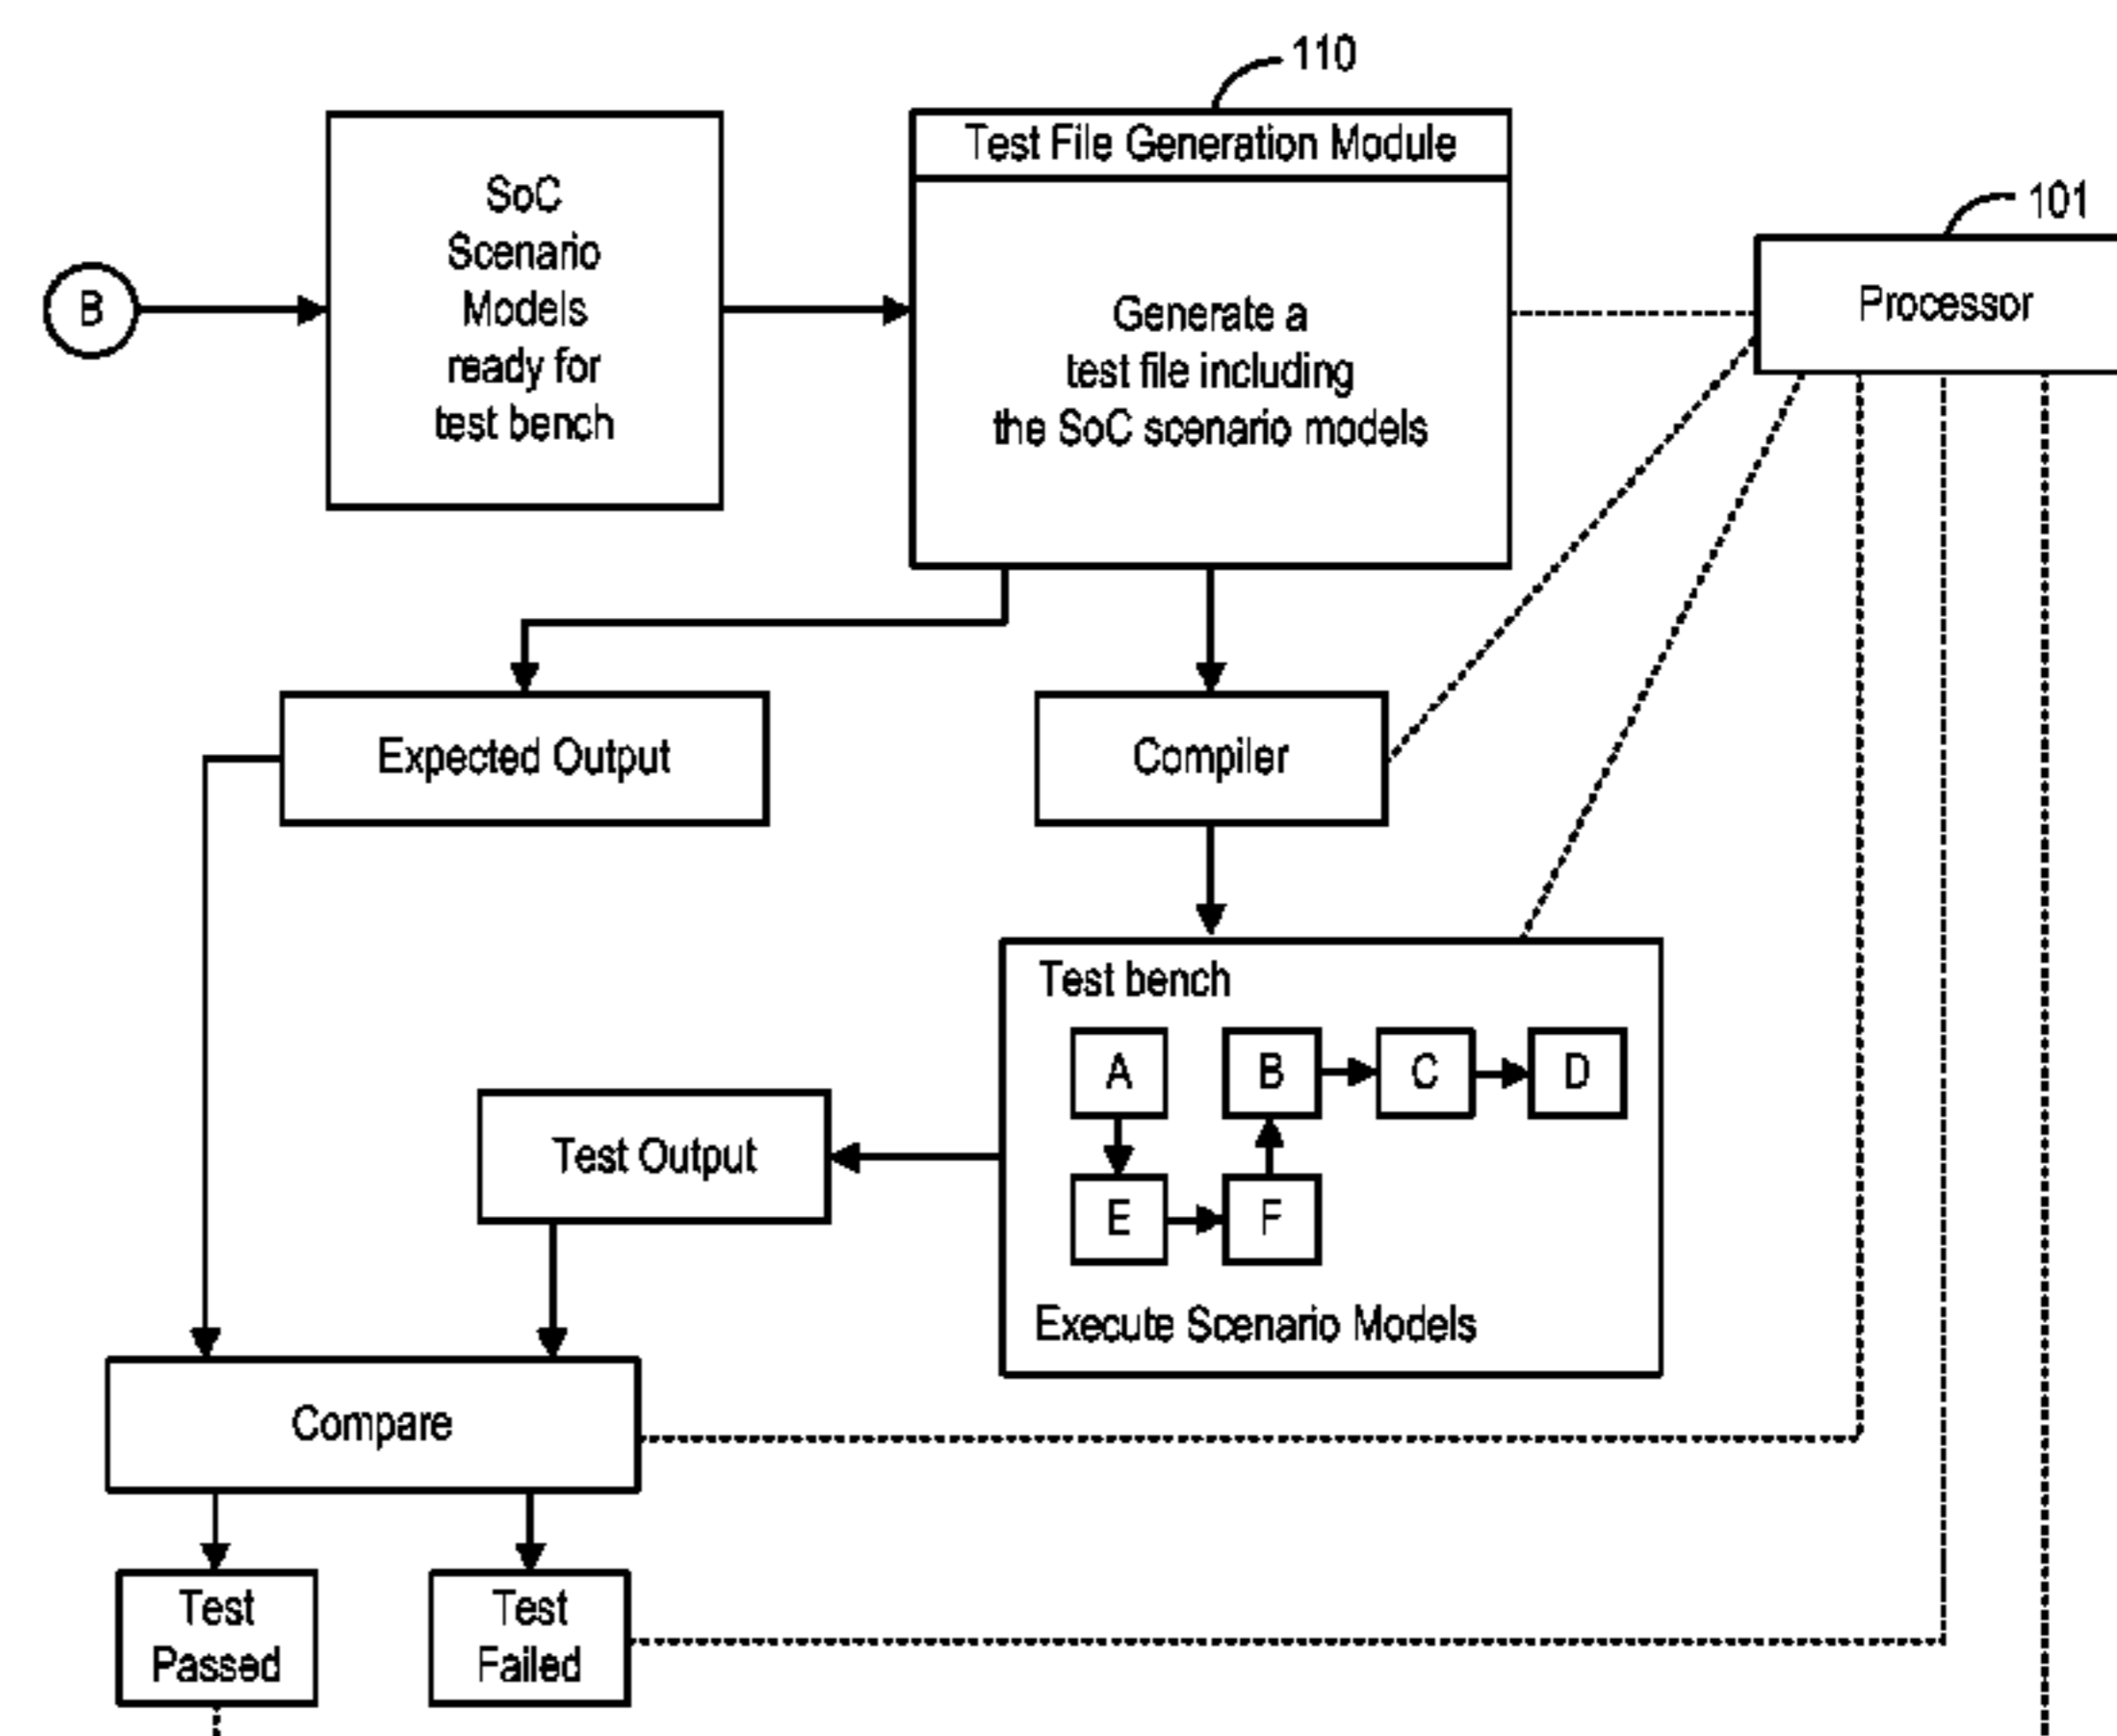 110
Test File Generation Module
101
SoC
Scenario
Models
ready for
test bench
B
Generate a
test file including
the SoC scenario models
Processor
Expected Output
Compiler
Test bench
A
B
C
D
Test Output
E
F
Execute Scenario Models
Compare
Test
Passed
Test
Failed